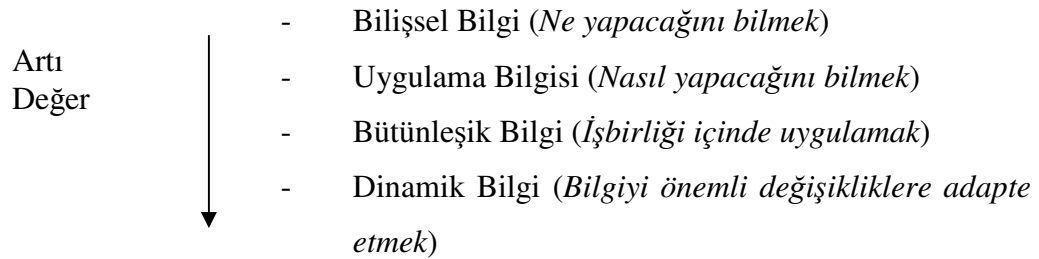 Artı
Değer
- Bilişsel Bilgi (Ne yapacağını bilmek)
- Uygulama Bilgisi (Nasıl yapacağını bilmek)
- Bütünleşik Bilgi (İşbirliği içinde uygulamak)
- Dinamik Bilgi (Bilgiyi önemli değişikliklere adapte
etmek)